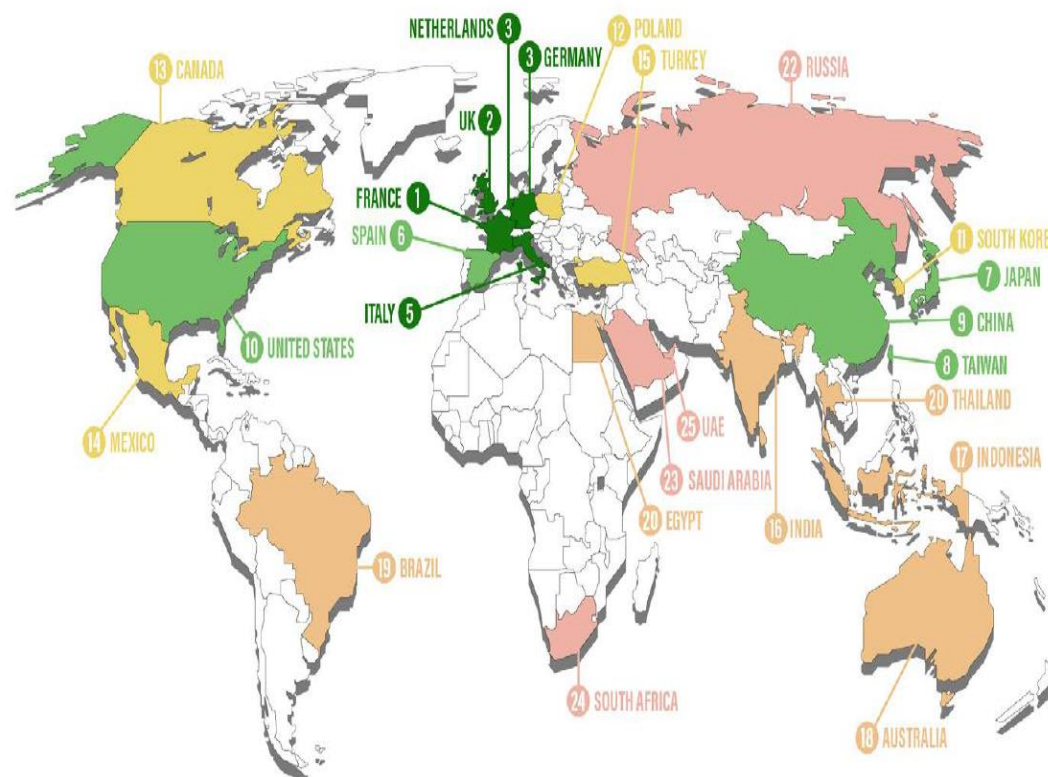 NETHERLANDS 3
3 GERMANY
12 POLAND
15 TURKEY
22 RUSSIA
13 CANADA
UK 2
FRANCE 1
SPAIN 6
ITALY 5
11 SOUTH KORE
7 JAPAN
9 CHINA
8 TAIWAN
10 UNITED STATES
20 THAILAND
14 MEXICO
25 UAE
23 SAUDI ARABIA
17 INDONESIA
20 EGYPT
16 INDIA
19 BRAZIL
24 SOUTH AFRICA
18 AUSTRALIA